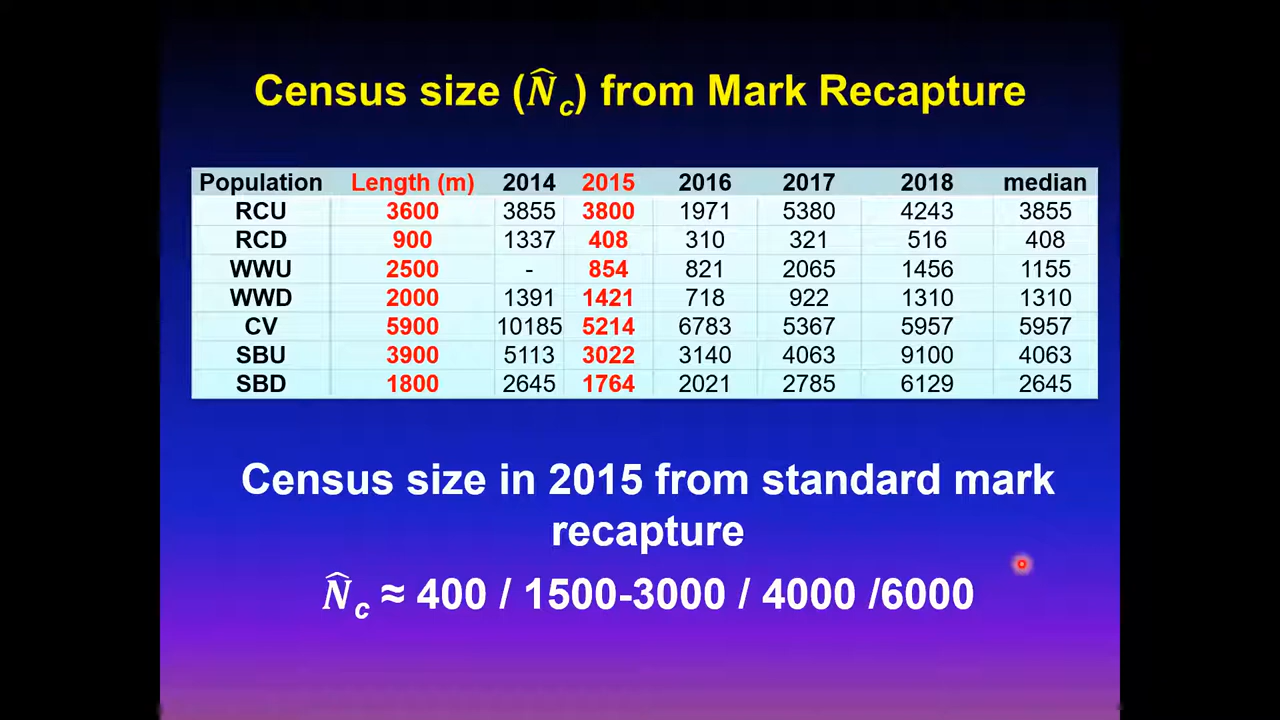 Census size (N̂c) from Mark Recapture
Population Length (m) 2014 2015 2016 2017 2018 median
RCU 3600 3855 3800 1971 5380 4243 3855
RCD 900 1337 408 310 321 516 408
WWU 2500 - 854 821 2065 1456 1155
WWD 2000 1391 1421 718 922 1310 1310
CV 5900 10185 5214 6783 5367 5957 5957
SBU 3900 5113 3022 3140 4063 9100 4063
SBD 1800 2645 1764 2021 2785 6129 2645
Census size in 2015 from standard mark
recapture
N̂c ≈ 400 / 1500-3000 / 4000 /6000